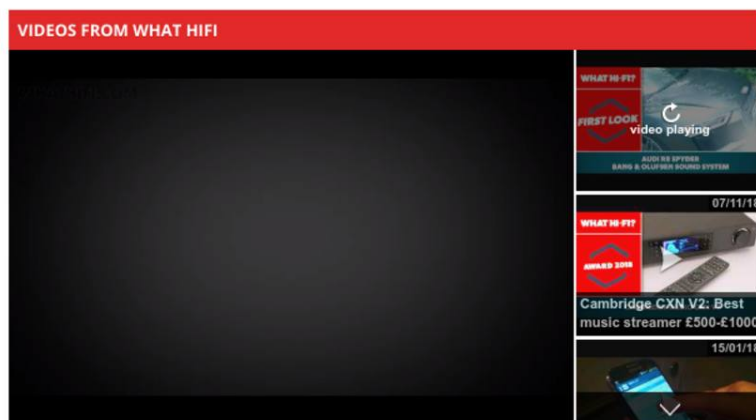 VIDEOS FROM WHAT HIFI
WHAT HI-FI?
FIRST LOOK
video playing
AUDI R8 SPYDER
BANG & OLUFSEN SOUND SYSTEM
07/11/18
WHAT HI-FI?
AWARD 2018
Cambridge CXN V2: Best
music streamer £500-£1000
15/01/18